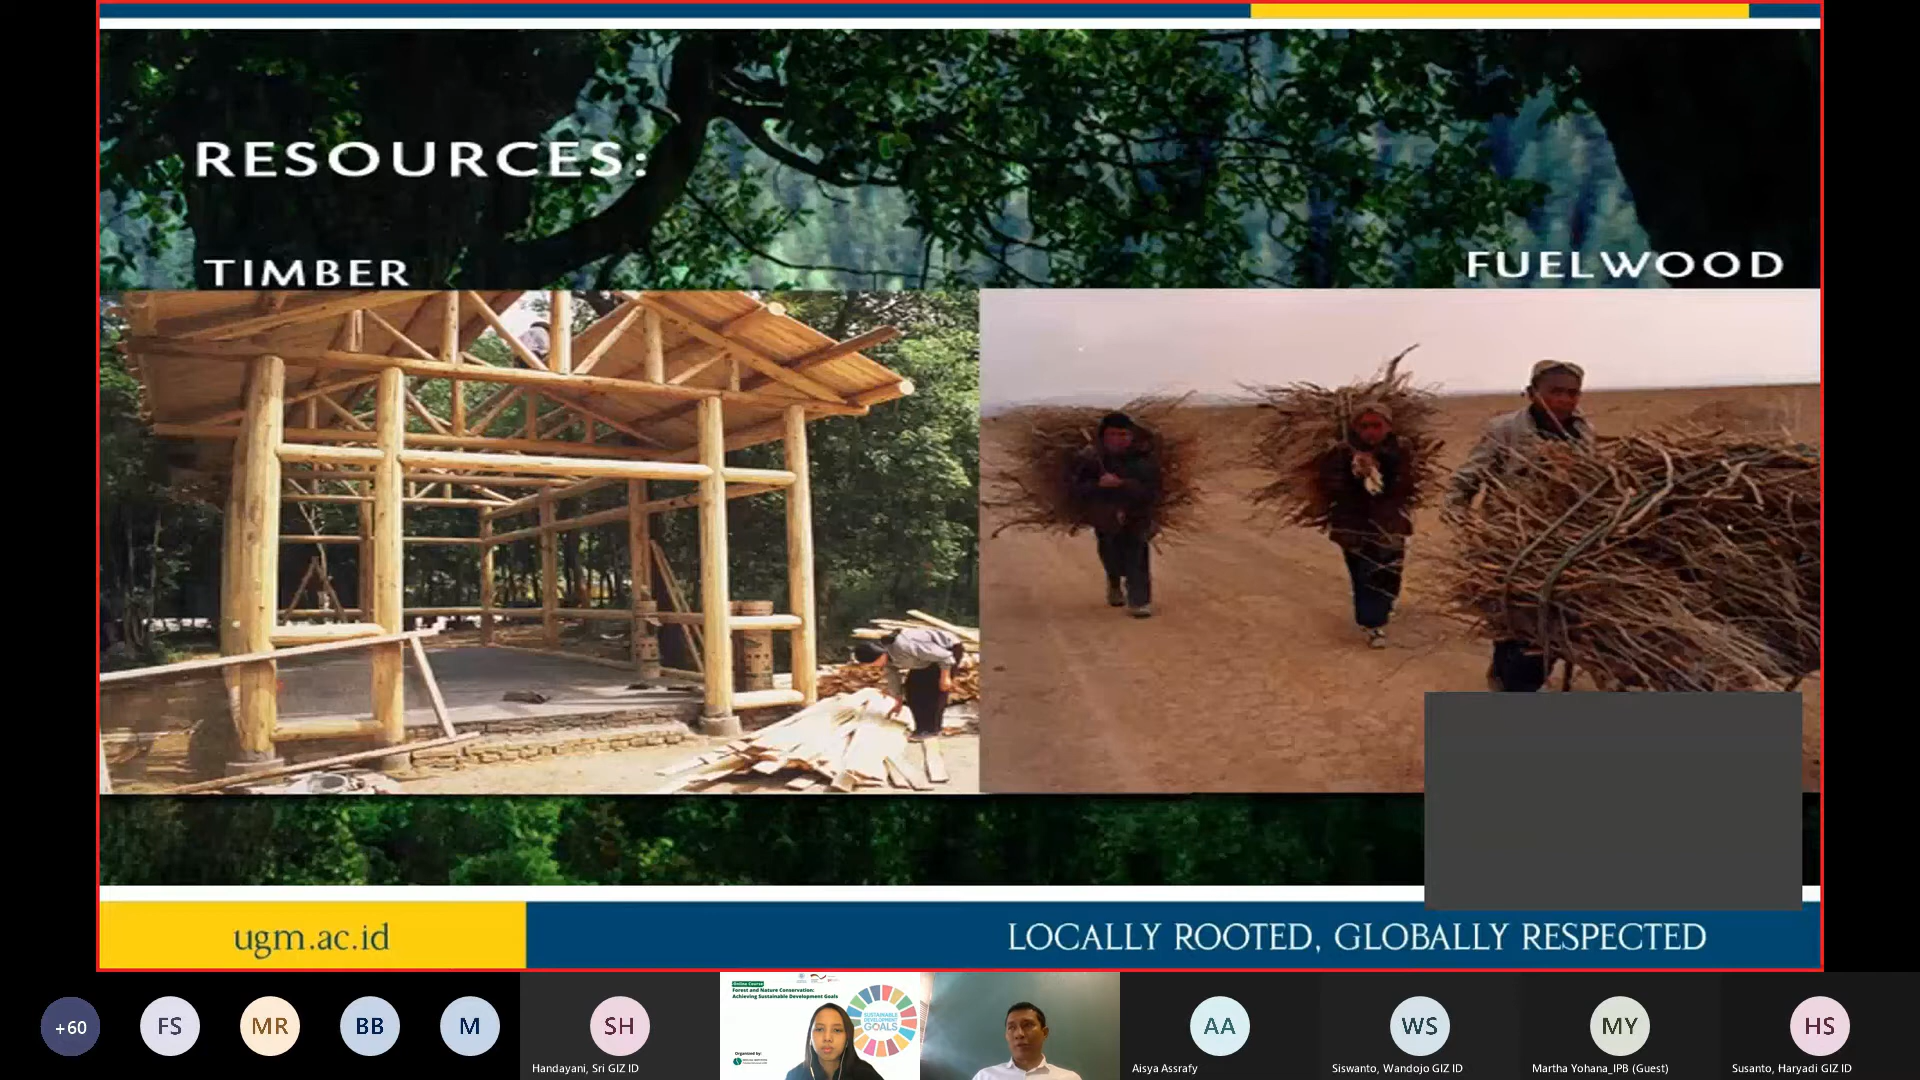 RESOURCES:
TIMBER
FUELWOOD
ugm.ac.id
LOCALLY ROOTED, GLOBALLY RESPECTED
+60
FS
MR
BB
M
SH
Handayani, Sri GIZ ID
Online Course
Forest and Nature Conservation:
Achieving Sustainable Development Goals
SUSTAINABLE
DEVELOPMENT
GOALS
Organized by:
AA
Aisya Assrafy
WS
Siswanto, Wandojo GIZ ID
MY
Martha Yohana_IPB (Guest)
HS
Susanto, Haryadi GIZ ID